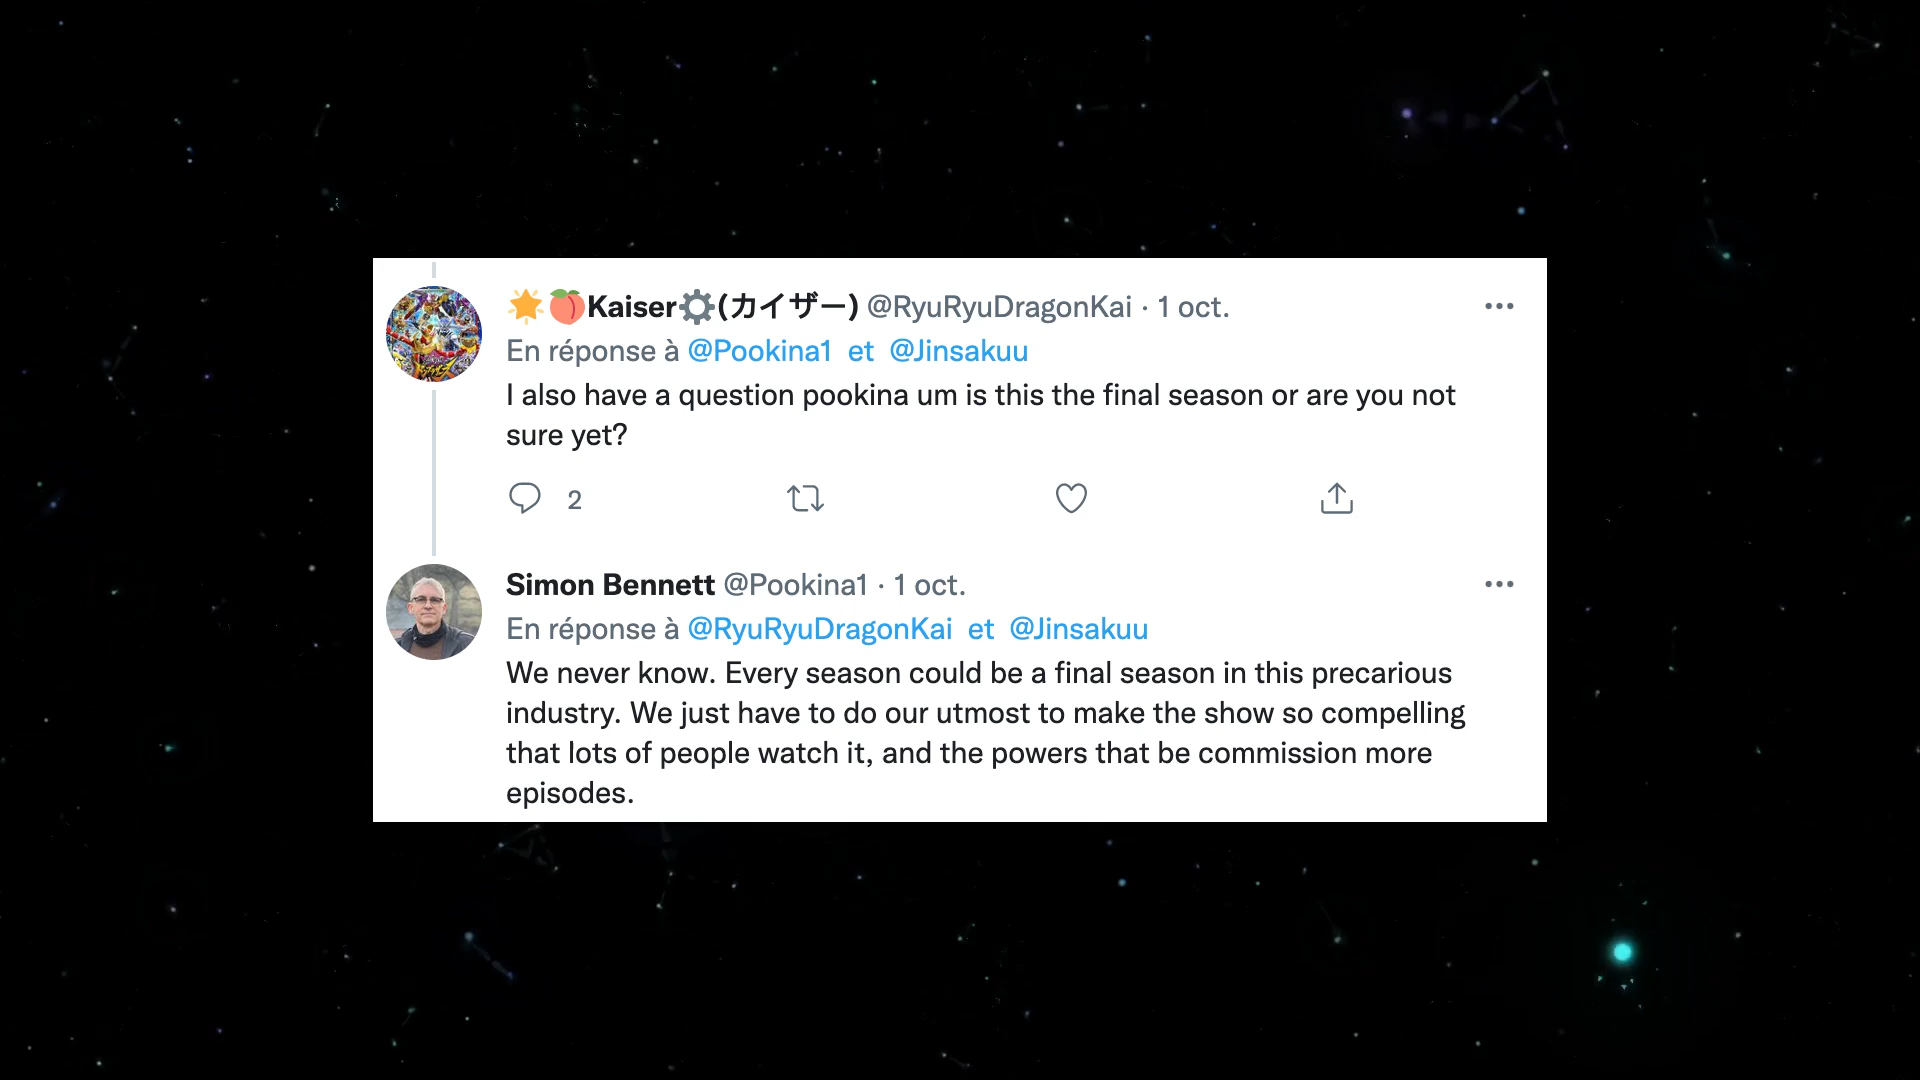 🌟🍑Kaiser⚙️(カイザー) @RyuRyuDragonKai · 1 oct.
En réponse à @Pookina1 et @Jinsakuu
I also have a question pookina um is this the final season or are you not
sure yet?
2
Simon Bennett @Pookina1 · 1 oct.
En réponse à @RyuRyuDragonKai et @Jinsakuu
We never know. Every season could be a final season in this precarious
industry. We just have to do our utmost to make the show so compelling
that lots of people watch it, and the powers that be commission more
episodes.